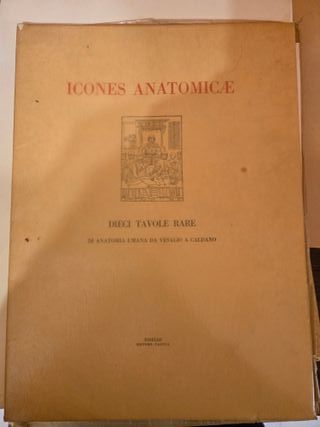 ICONES ANATOMICÆ
DIECI TAVOLE RARE
DI ANATOMIA UMANA DA VESALIO A CALDANO